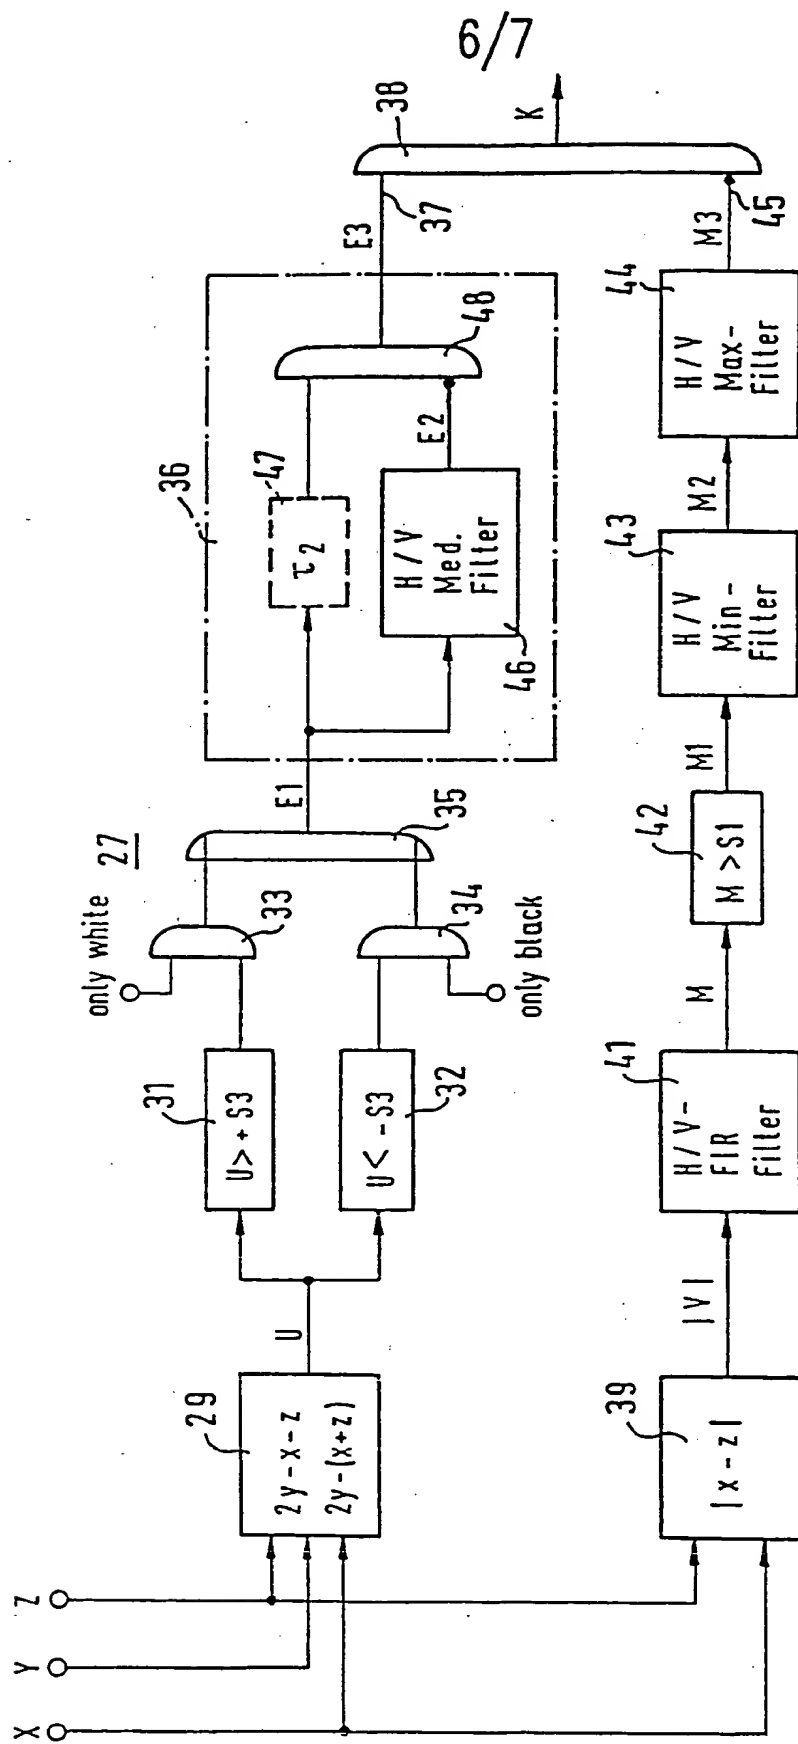 6/7
X
Y
Z
29
2y-x-z
2y-(x+z)
U
31
U>+S3
32
U<-S3
only white
only black
33
34
27
35
E1
36
47
τ2
H/V
Med.
Filter
46
E2
48
E3
37
38
K
39
|x-z|
|V|
41
H/V-
FIR
Filter
M
42
M>S1
M1
43
H/V
Min-
Filter
M2
44
H/V
Max-
Filter
M3
45